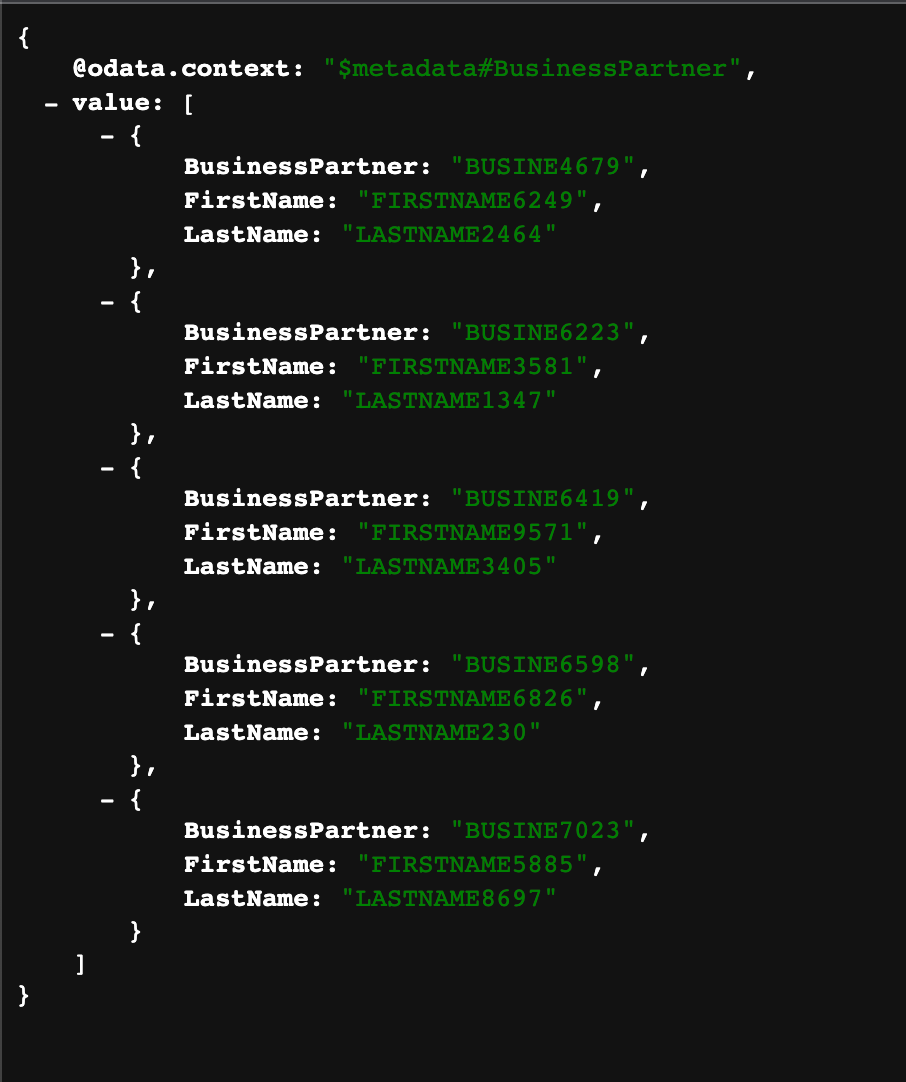 {
@odata.context: "$metadata#BusinessPartner",
– value: [
– {
BusinessPartner: "BUSINE4679",
FirstName: "FIRSTNAME6249",
LastName: "LASTNAME2464"
},
– {
BusinessPartner: "BUSINE6223",
FirstName: "FIRSTNAME3581",
LastName: "LASTNAME1347"
},
– {
BusinessPartner: "BUSINE6419",
FirstName: "FIRSTNAME9571",
LastName: "LASTNAME3405"
},
– {
BusinessPartner: "BUSINE6598",
FirstName: "FIRSTNAME6826",
LastName: "LASTNAME230"
},
– {
BusinessPartner: "BUSINE7023",
FirstName: "FIRSTNAME5885",
LastName: "LASTNAME8697"
}
]
}